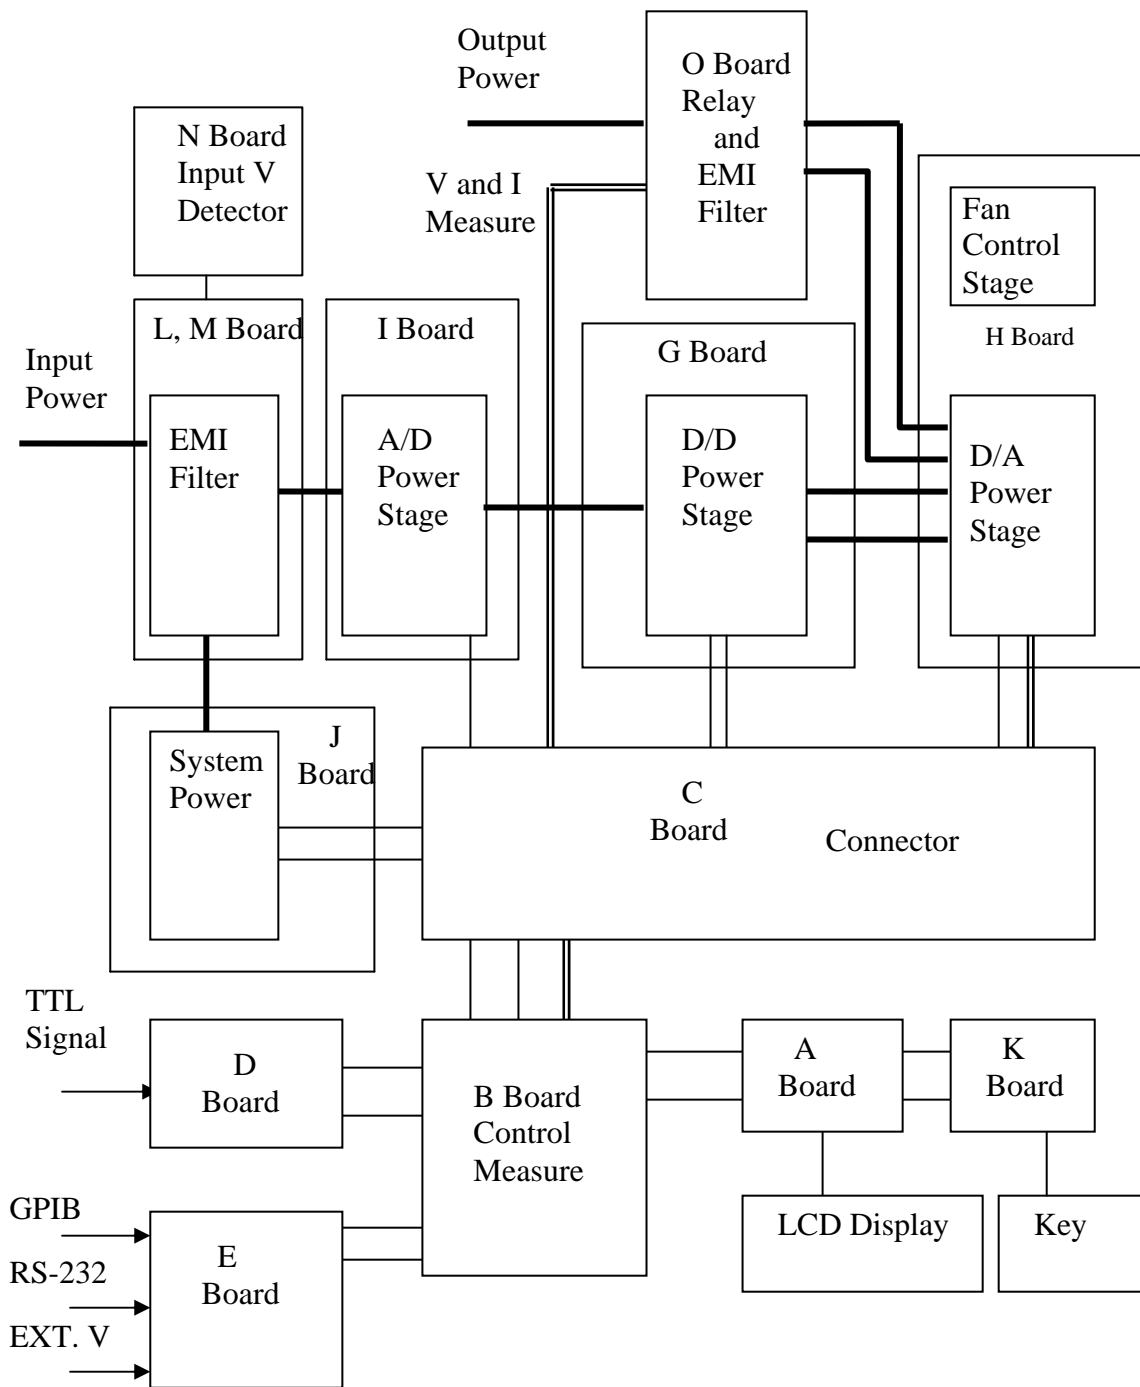 Output
Power
O Board
Relay
and
EMI
Filter
N Board
Input V
Detector
V and I
Measure
Fan
Control
Stage
H Board
L, M Board
I Board
G Board
Input
Power
EMI
Filter
A/D
Power
Stage
D/D
Power
Stage
D/A
Power
Stage
System
Power
J
Board
C
Board
Connector
TTL
Signal
D
Board
B Board
Control
Measure
A
Board
K
Board
GPIB
RS-232
EXT. V
E
Board
LCD Display
Key